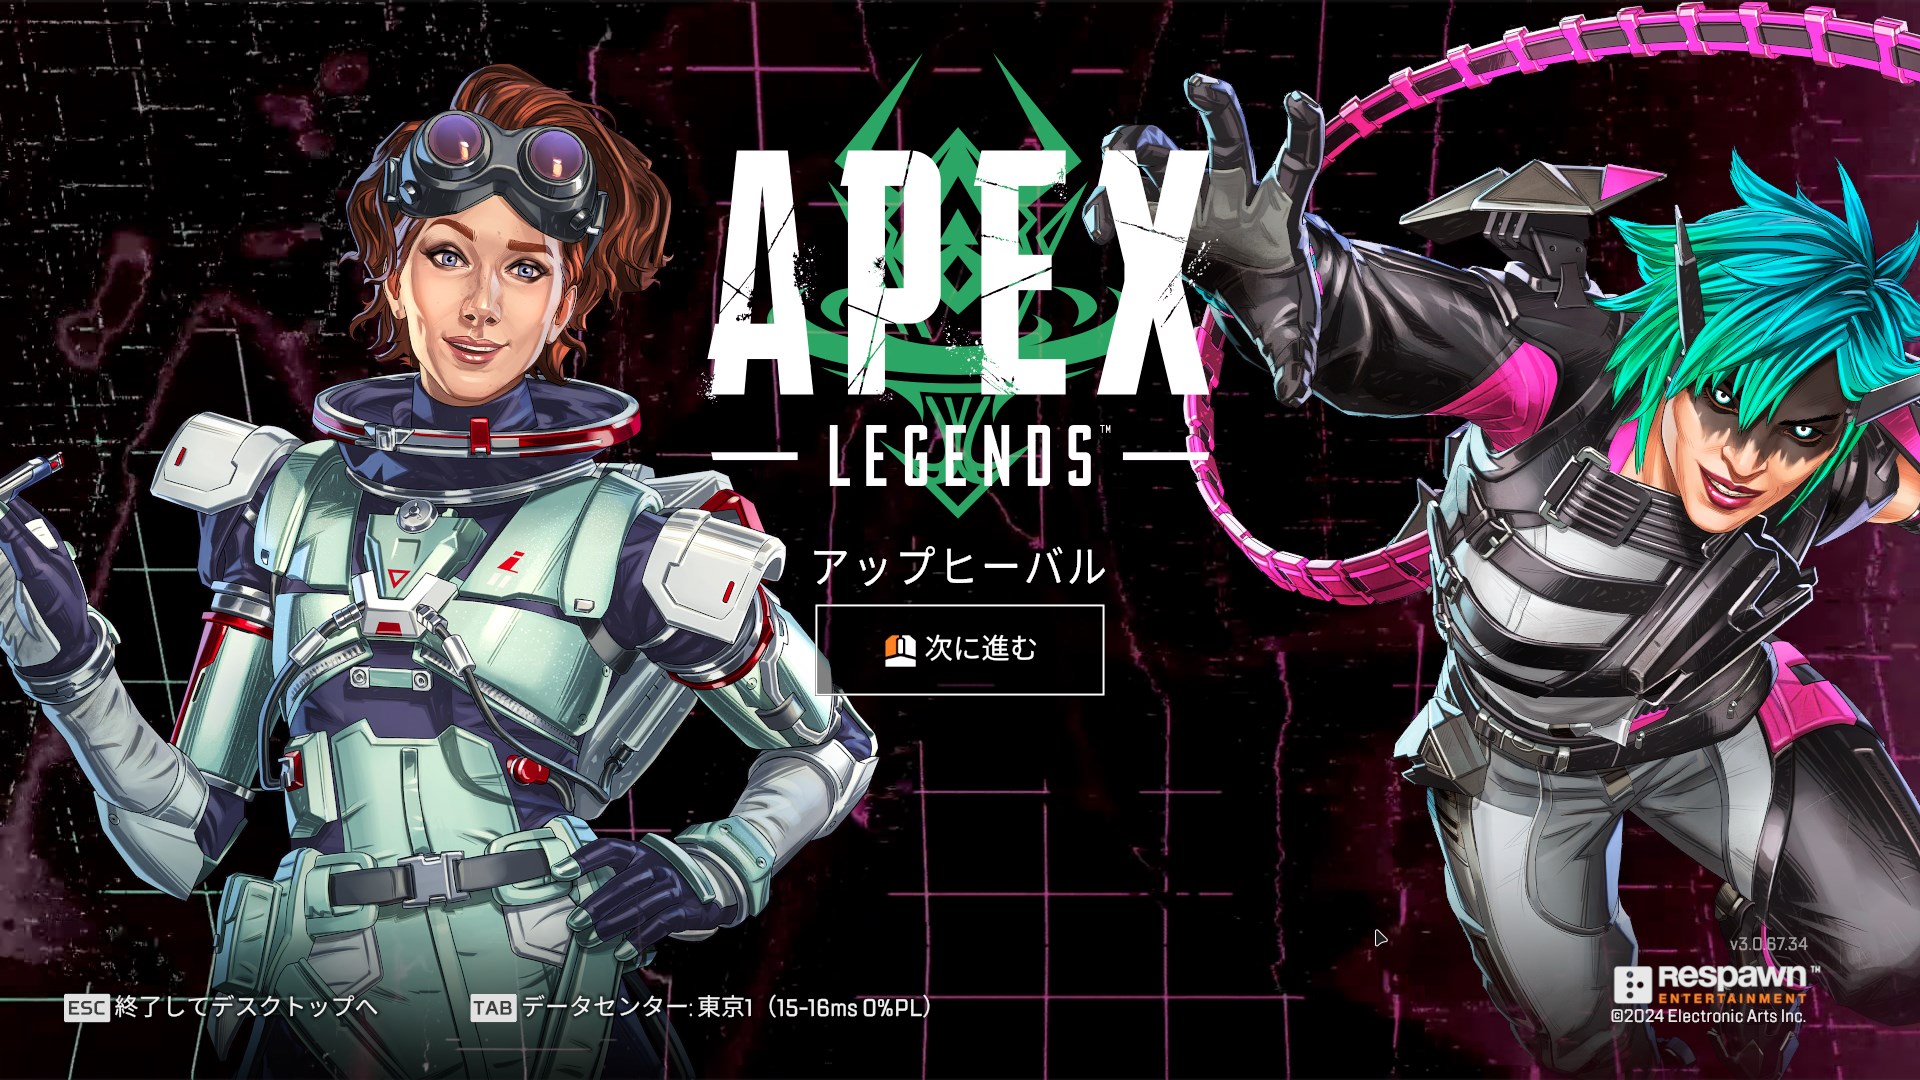 APEX
LEGENDS™
アップヒーバル
次に進む
v3.0.67.34
Respawn™
ENTERTAINMENT
©2024 Electronic Arts Inc.
ESC 終了してデスクトップへ
TAB データセンター: 東京1（15-16ms 0%PL）